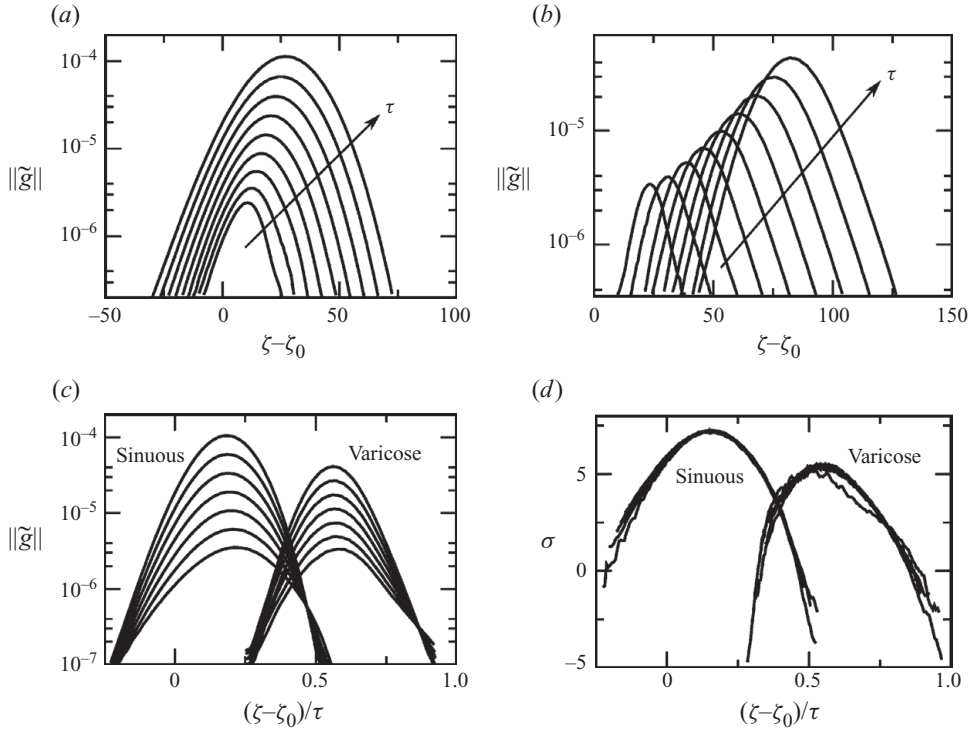 (a)
10⁻⁴
10⁻⁵
10⁻⁶
||g̃||
τ
−50
0
50
100
ζ−ζ₀
(b)
10⁻⁵
10⁻⁶
||g̃||
τ
0
50
100
150
ζ−ζ₀
(c)
10⁻⁴
10⁻⁵
10⁻⁶
10⁻⁷
||g̃||
Sinuous
Varicose
0
0.5
1.0
(ζ−ζ₀)/τ
(d)
5
0
−5
σ
Sinuous
Varicose
0
0.5
1.0
(ζ−ζ₀)/τ